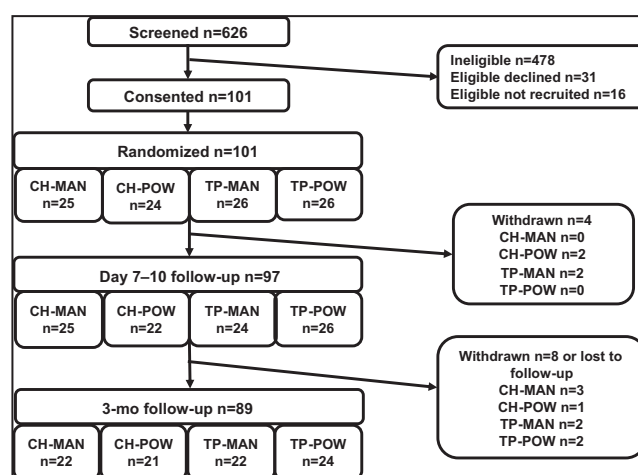 Screened n=626
Ineligible n=478
Eligible declined n=31
Eligible not recruited n=16
Consented n=101
Randomized n=101
CH-MAN
n=25
CH-POW
n=24
TP-MAN
n=26
TP-POW
n=26
Withdrawn n=4
CH-MAN n=0
CH-POW n=2
TP-MAN n=2
TP-POW n=0
Day 7–10 follow-up n=97
CH-MAN
n=25
CH-POW
n=22
TP-MAN
n=24
TP-POW
n=26
Withdrawn n=8 or lost to
follow-up
CH-MAN n=3
CH-POW n=1
TP-MAN n=2
TP-POW n=2
3-mo follow-up n=89
CH-MAN
n=22
CH-POW
n=21
TP-MAN
n=22
TP-POW
n=24